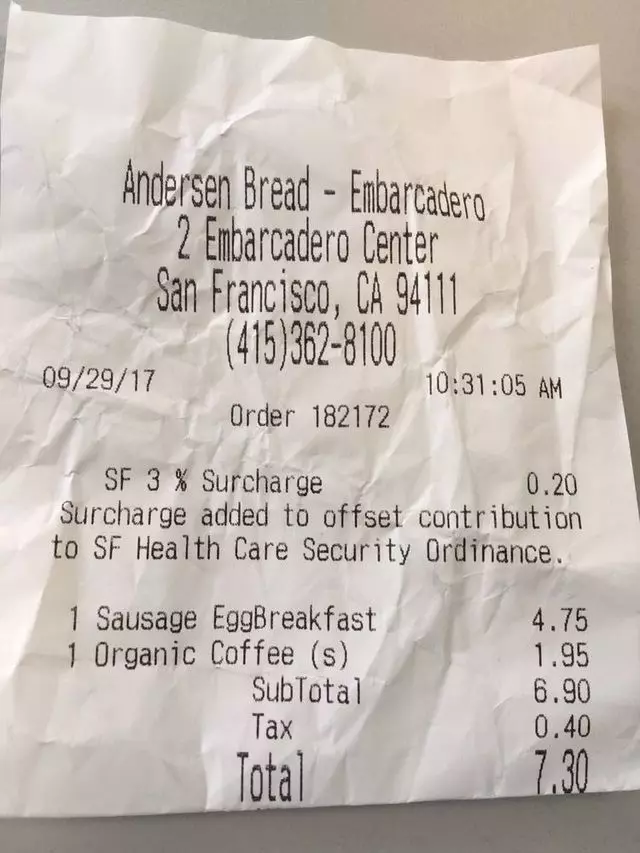 Andersen Bread - Embarcadero
2 Embarcadero Center
San Francisco, CA 94111
(415)362-8100
09/29/17 10:31:05 AM
Order 182172
SF 3 % Surcharge 0.20
Surcharge added to offset contribution
to SF Health Care Security Ordinance.
1 Sausage EggBreakfast 4.75
1 Organic Coffee (s) 1.95
SubTotal 6.90
Tax 0.40
Total 7.30